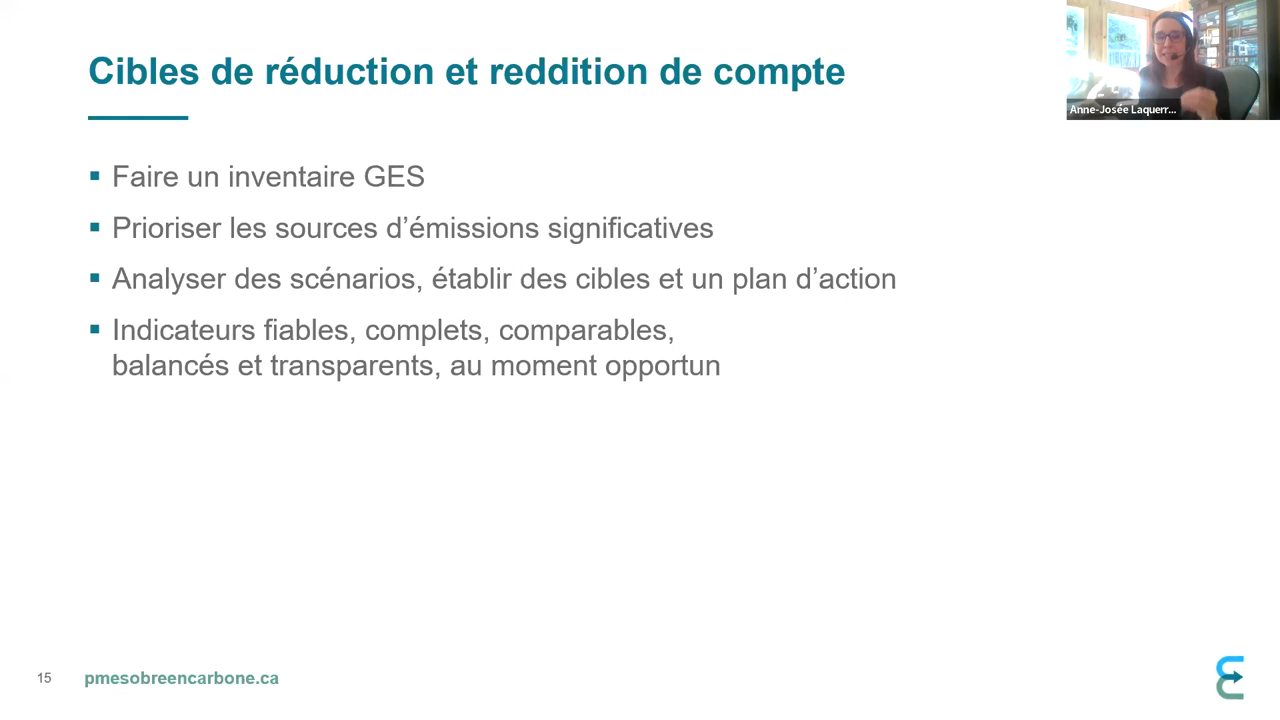 Cibles de réduction et reddition de compte
Anne-Josée Laquerr...
▪ Faire un inventaire GES
▪ Prioriser les sources d’émissions significatives
▪ Analyser des scénarios, établir des cibles et un plan d’action
▪ Indicateurs fiables, complets, comparables,
balancés et transparents, au moment opportun
15
pmesobreencarbone.ca